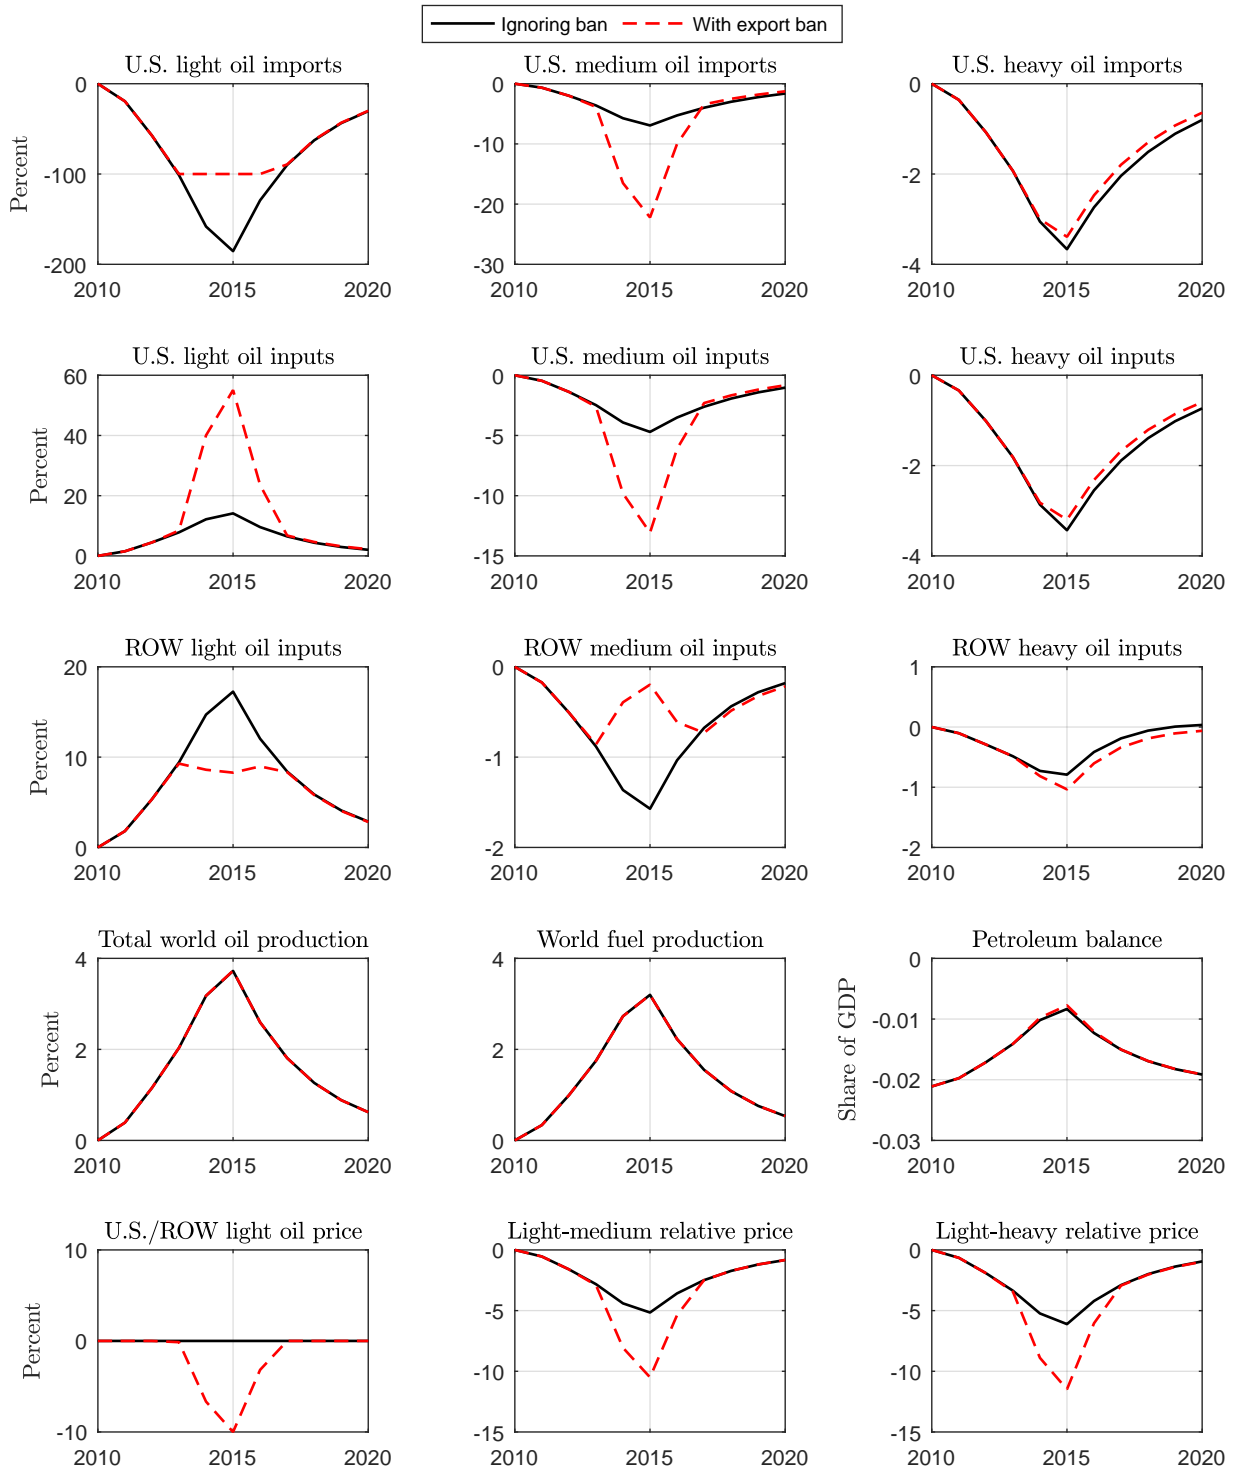 Ignoring ban With export ban
U.S. light oil imports
0
-100
-200
Percent
2010 2015 2020
U.S. medium oil imports
0
-10
-20
-30
2010 2015 2020
U.S. heavy oil imports
0
-2
-4
2010 2015 2020
U.S. light oil inputs
60
40
20
0
Percent
2010 2015 2020
U.S. medium oil inputs
0
-5
-10
-15
2010 2015 2020
U.S. heavy oil inputs
0
-2
-4
2010 2015 2020
ROW light oil inputs
20
10
0
Percent
2010 2015 2020
ROW medium oil inputs
0
-1
-2
2010 2015 2020
ROW heavy oil inputs
1
0
-1
-2
2010 2015 2020
Total world oil production
4
2
0
Percent
2010 2015 2020
World fuel production
4
2
0
2010 2015 2020
Petroleum balance
0
-0.01
-0.02
-0.03
Share of GDP
2010 2015 2020
U.S./ROW light oil price
10
0
-10
Percent
2010 2015 2020
Light-medium relative price
0
-5
-10
-15
2010 2015 2020
Light-heavy relative price
0
-5
-10
-15
2010 2015 2020